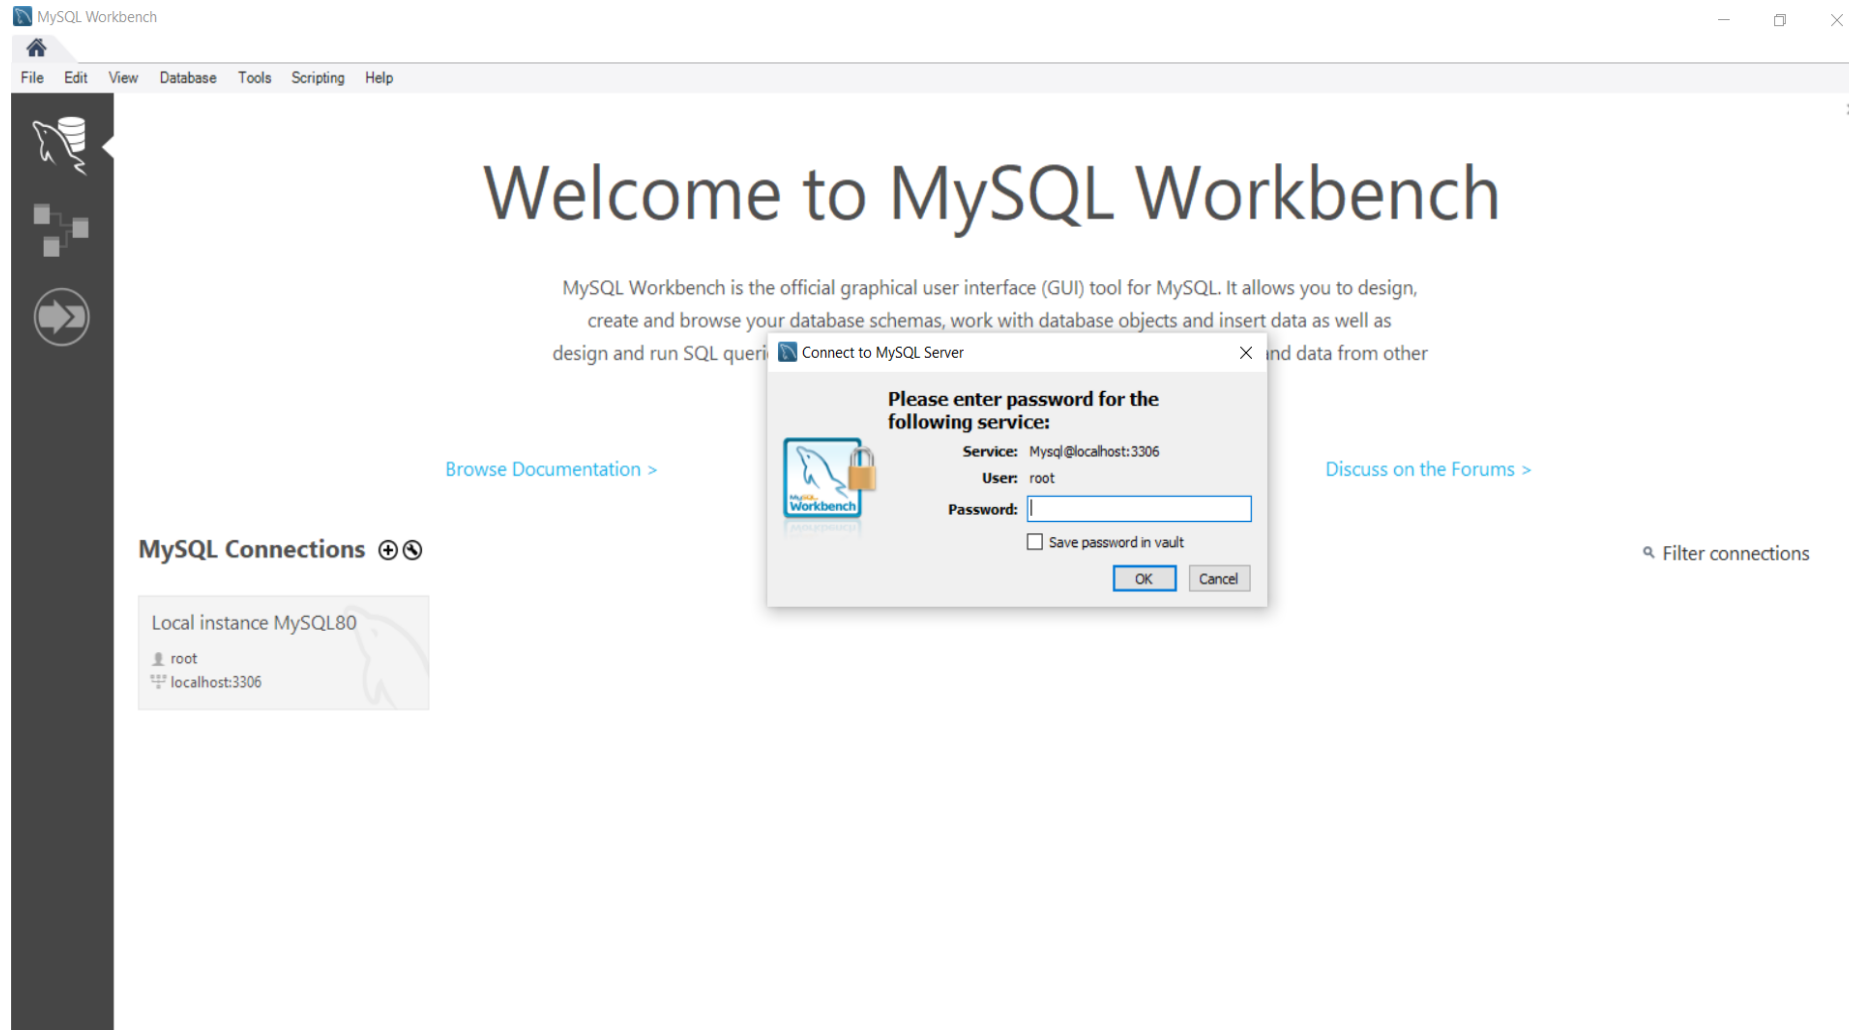 MySQL Workbench
File Edit View Database Tools Scripting Help
Welcome to MySQL Workbench
MySQL Workbench is the official graphical user interface (GUI) tool for MySQL. It allows you to design,
create and browse your database schemas, work with database objects and insert data as well as
design and run SQL queri
nd data from other
Connect to MySQL Server
Please enter password for the
following service:
Service: Mysql@localhost:3306
User: root
Password:
Save password in vault
OK Cancel
MySQL Workbench
Browse Documentation >
Discuss on the Forums >
MySQL Connections
Filter connections
Local instance MySQL80
root
localhost:3306